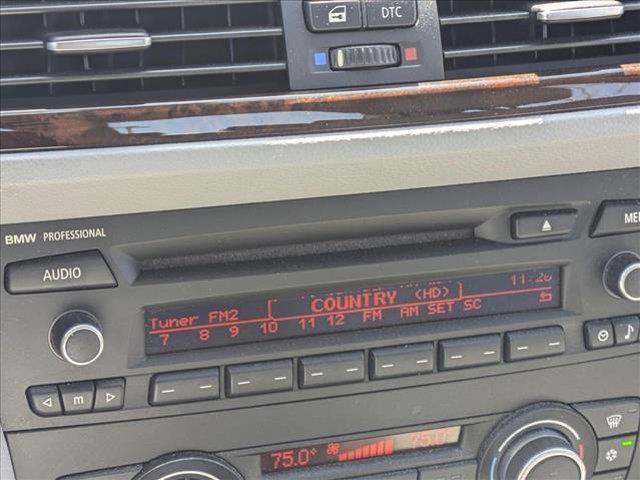 DTC
BMW PROFESSIONAL
AUDIO
Tuner FM2 [ COUNTRY (HD) ] 11:26
7 8 9 10 11 12 FM AM SET SC
m
75.0° 75.0°